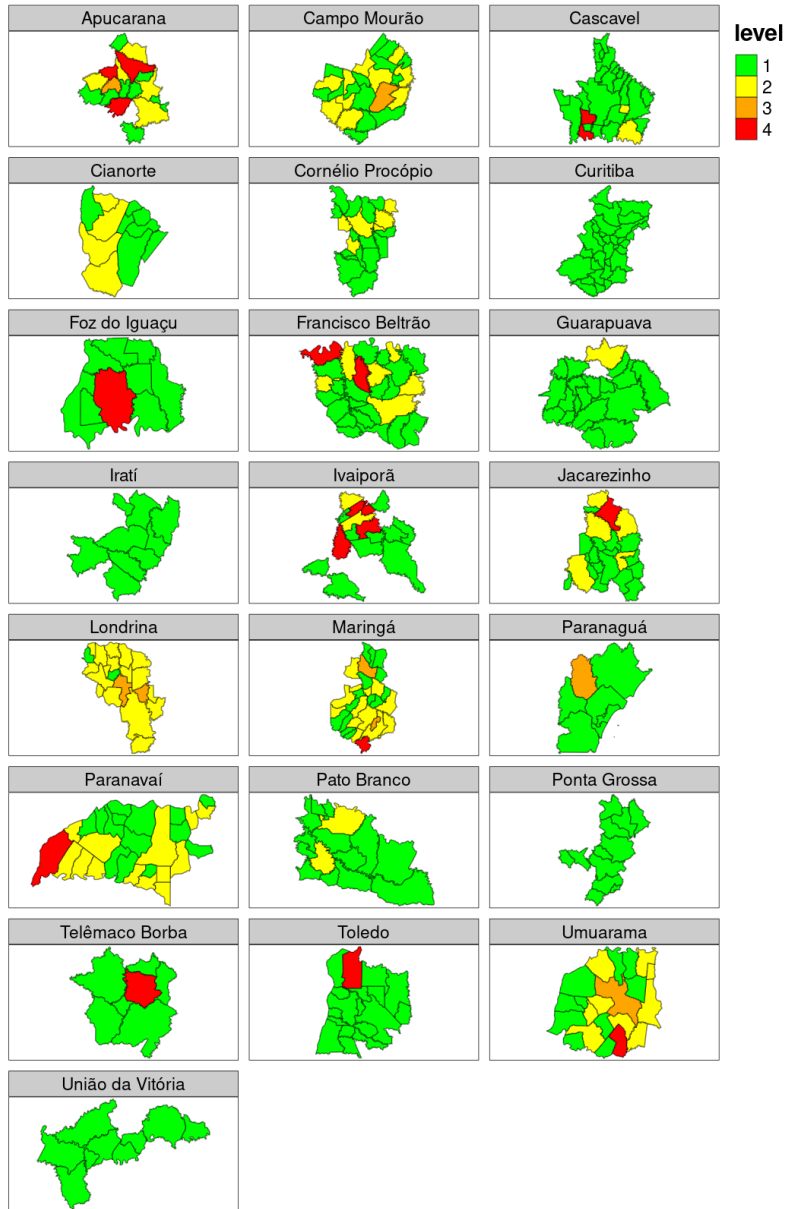 Apucarana
Campo Mourão
Cascavel
level
1
2
3
4
Cianorte
Cornélio Procópio
Curitiba
Foz do Iguaçu
Francisco Beltrão
Guarapuava
Iratí
Ivaiporã
Jacarezinho
Londrina
Maringá
Paranaguá
Paranavaí
Pato Branco
Ponta Grossa
Telêmaco Borba
Toledo
Umuarama
União da Vitória